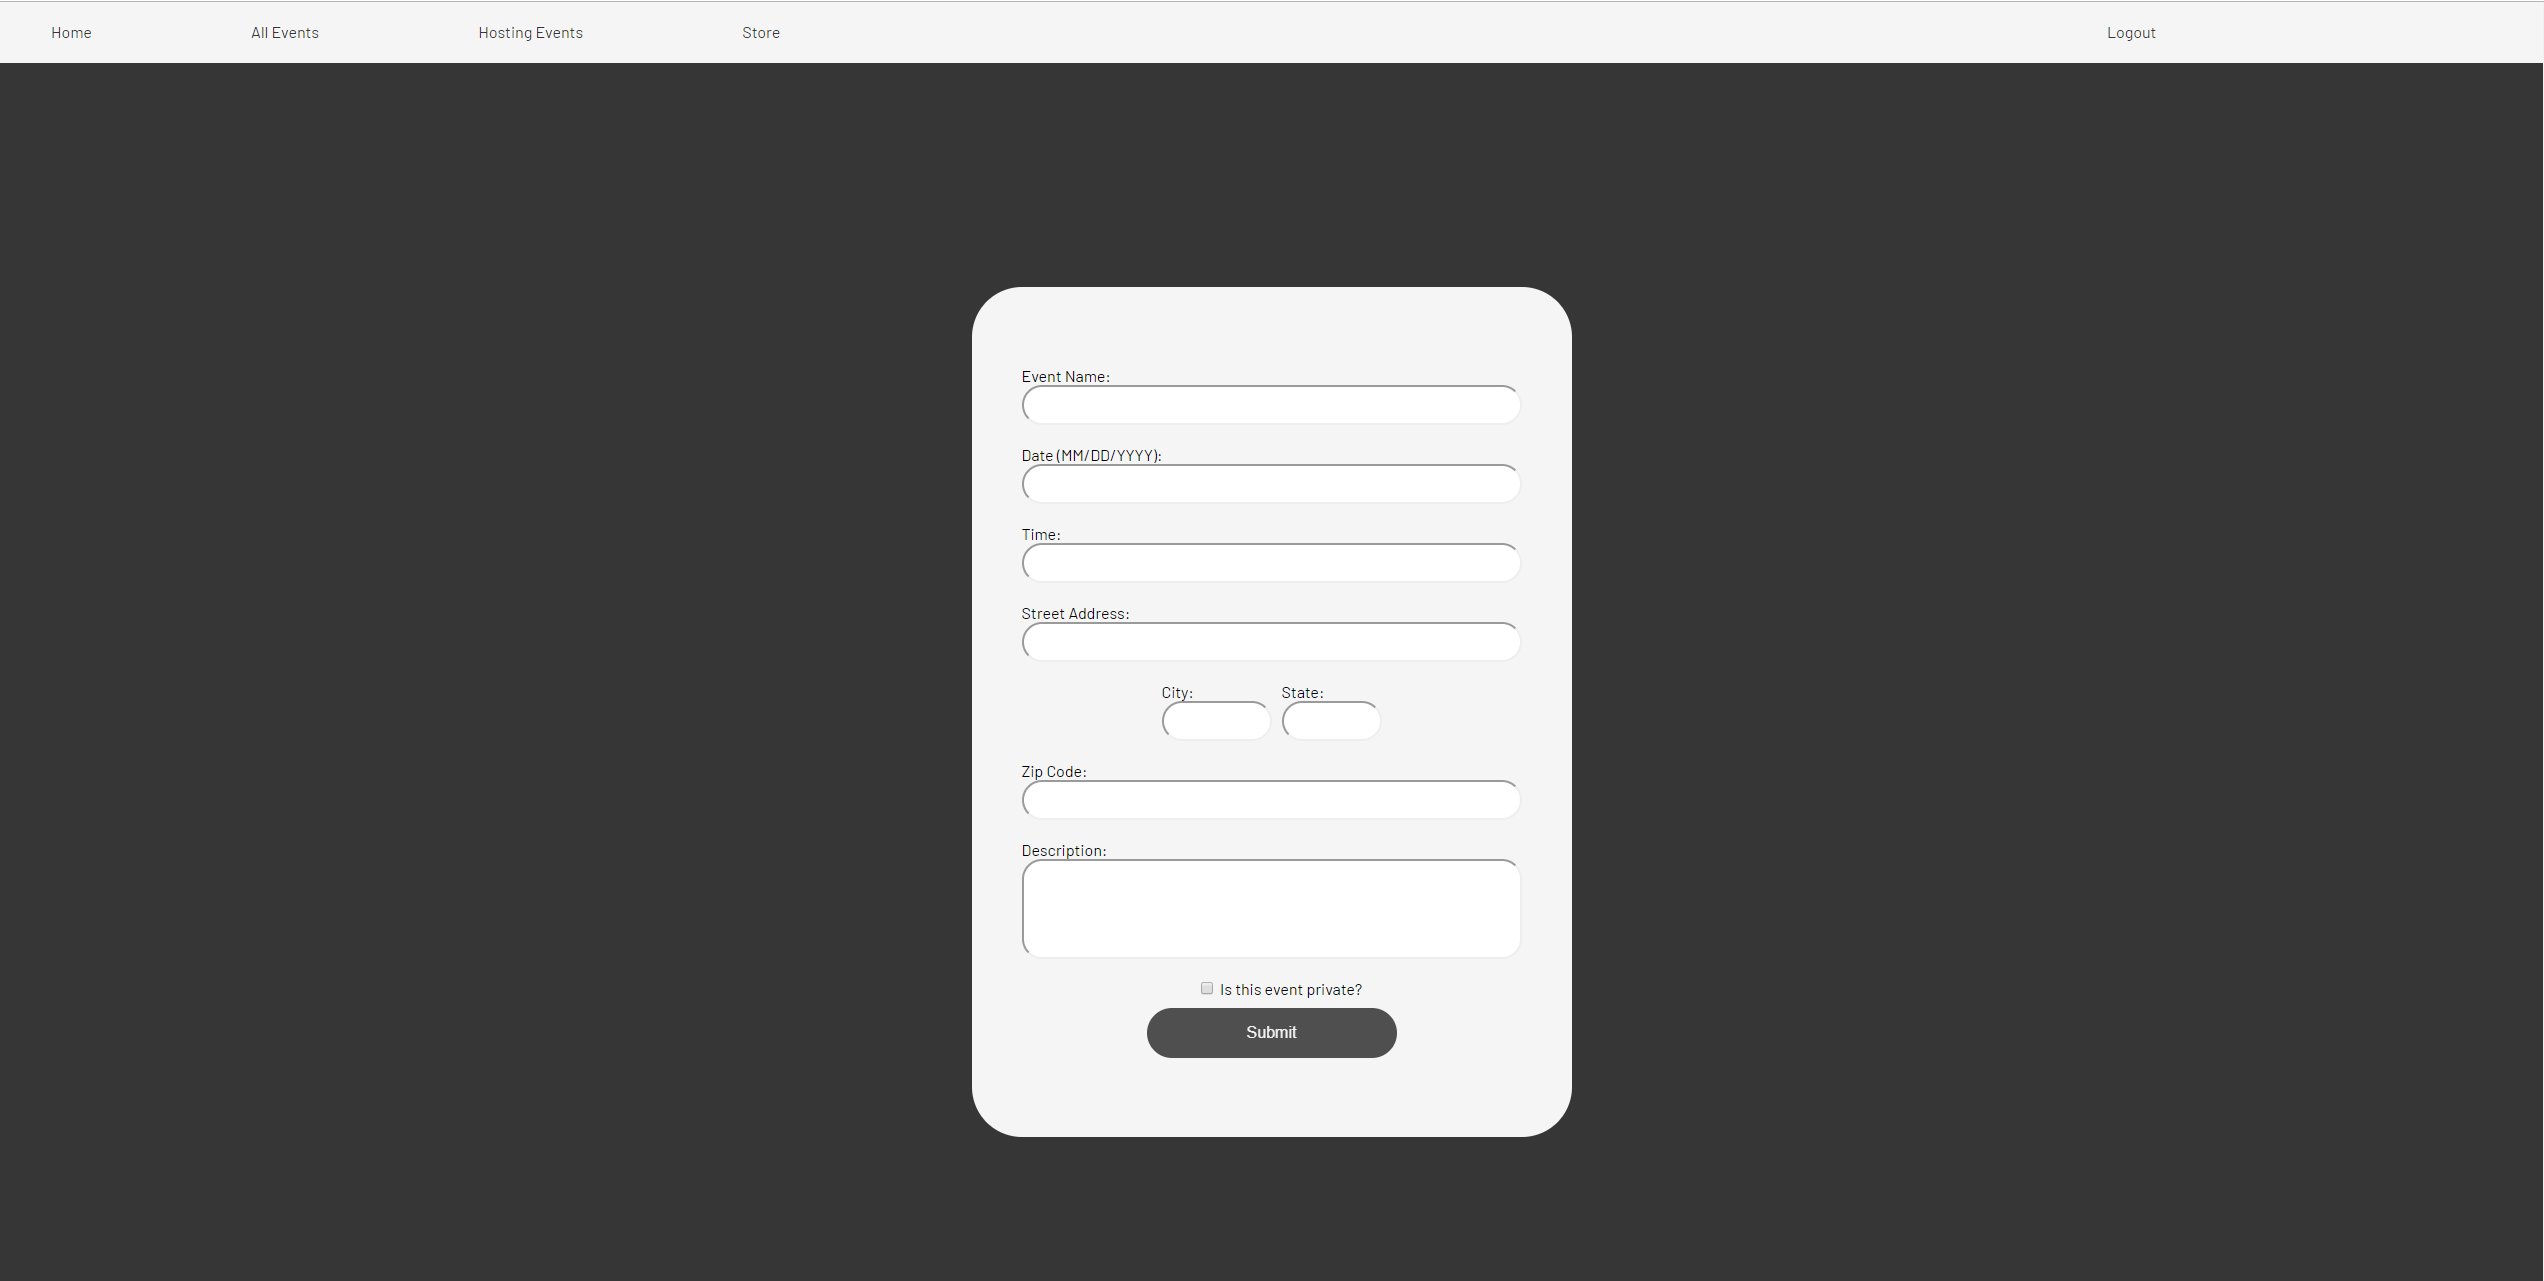 Home All Events Hosting Events Store Logout
Event Name:
Date (MM/DD/YYYY):
Time:
Street Address:
City: State:
Zip Code:
Description:
Is this event private?
Submit